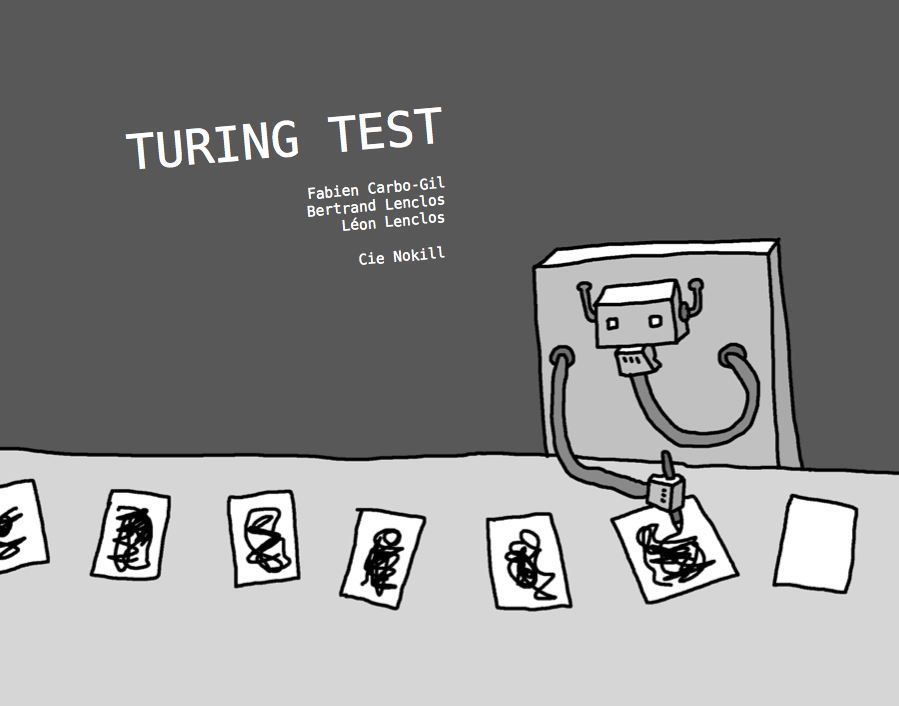 TURING TEST
Fabien Carbo-Gil
Bertrand Lenclos
Léon Lenclos
Cie Nokill